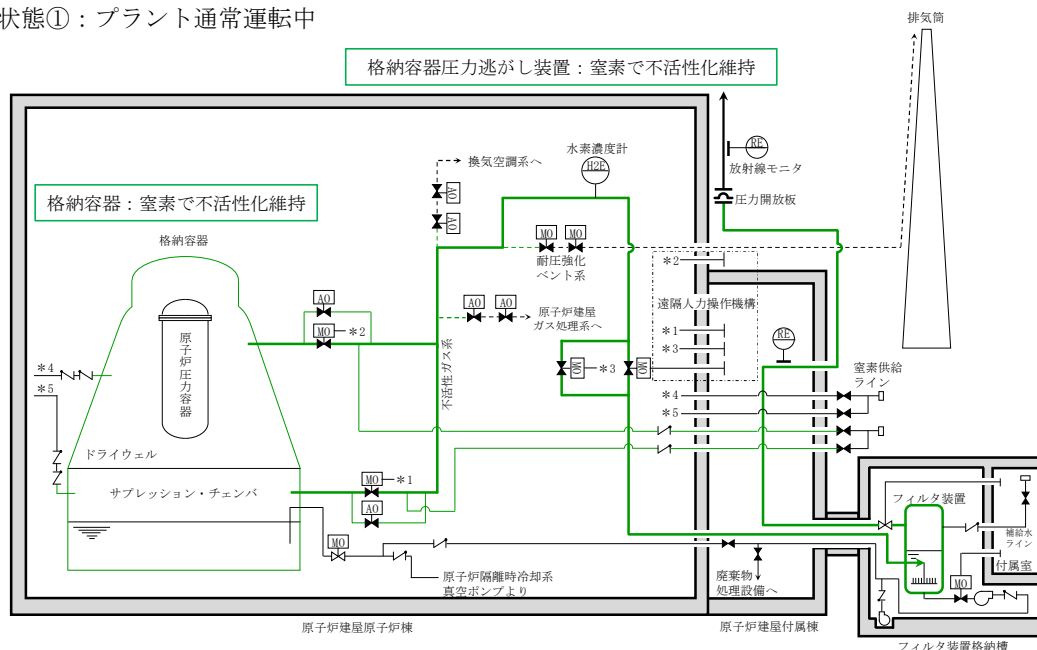 状態①：プラント通常運転中
排気筒
格納容器圧力逃がし装置：窒素で不活性化維持
水素濃度計
H2E
RE
放射線モニタ
換気空調系へ
AO
AO
圧力開放板
格納容器：窒素で不活性化維持
格納容器
MO
MO
耐圧強化
ベント系
＊2
AO
AO
AO
原子炉建屋
ガス処理系へ
遠隔人力操作機構
MO
＊2
＊1
RE
原子炉圧力容器
不活性ガス系
＊3
MO
＊3
MO
＊4
＊5
＊4
＊5
窒素供給
ライン
ドライウェル
サプレッション・チェンバ
MO
＊1
AO
フィルタ装置
補給水
ライン
MO
付属室
MO
原子炉隔離時冷却系
真空ポンプより
廃棄物
処理設備へ
原子炉建屋原子炉棟
原子炉建屋付属棟
フィルタ装置格納槽